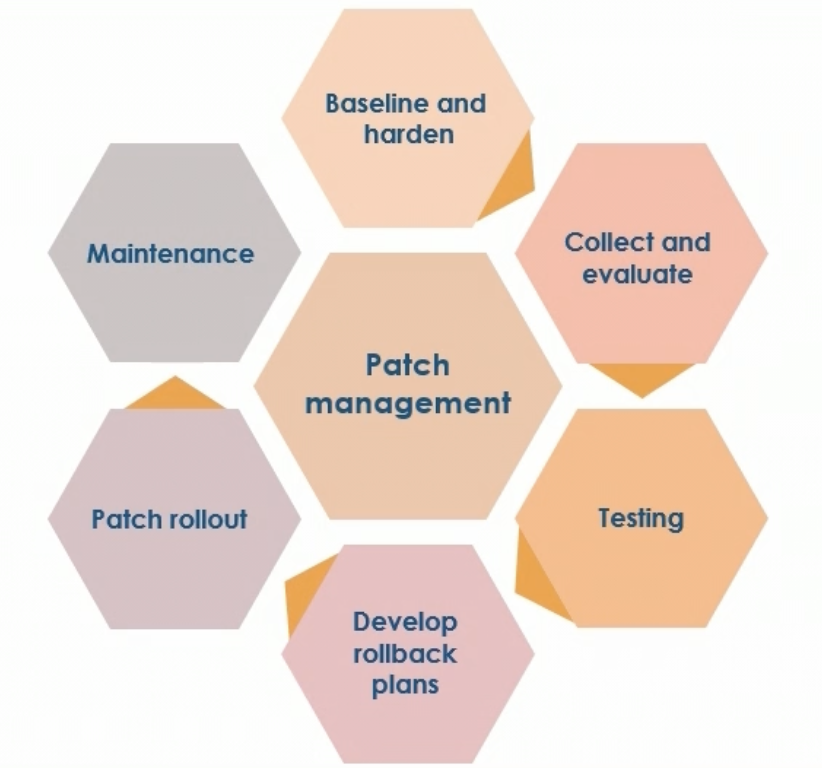 Baseline and
harden
Collect and
evaluate
Testing
Develop
rollback
plans
Patch rollout
Maintenance
Patch
management